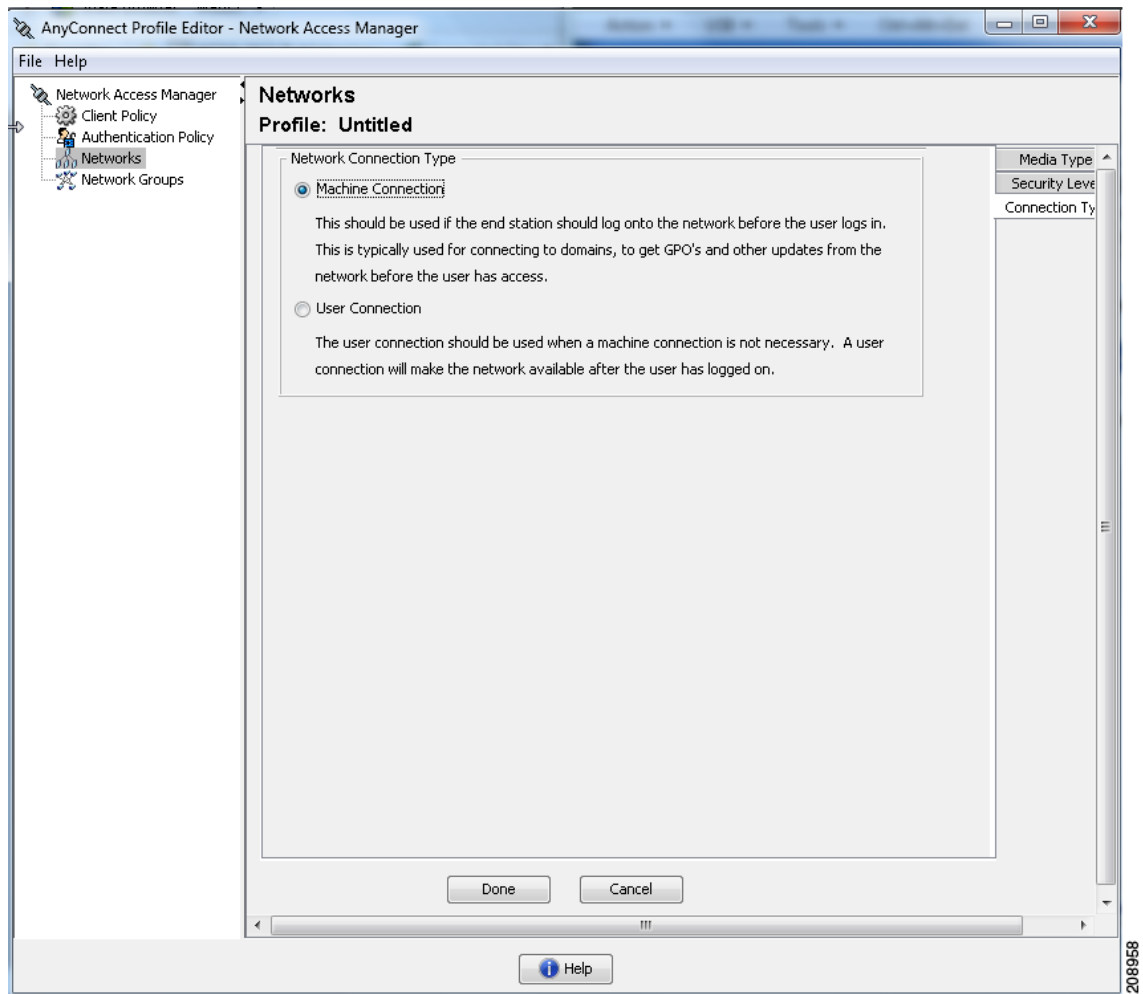 AnyConnect Profile Editor - Network Access Manager
File Help
Network Access Manager
Client Policy
Authentication Policy
Networks
Network Groups
Networks
Profile: Untitled
Network Connection Type
Machine Connection
This should be used if the end station should log onto the network before the user logs in.
This is typically used for connecting to domains, to get GPO's and other updates from the
network before the user has access.
User Connection
The user connection should be used when a machine connection is not necessary. A user
connection will make the network available after the user has logged on.
Media Type
Security Leve
Connection Ty
Done Cancel
Help
208958